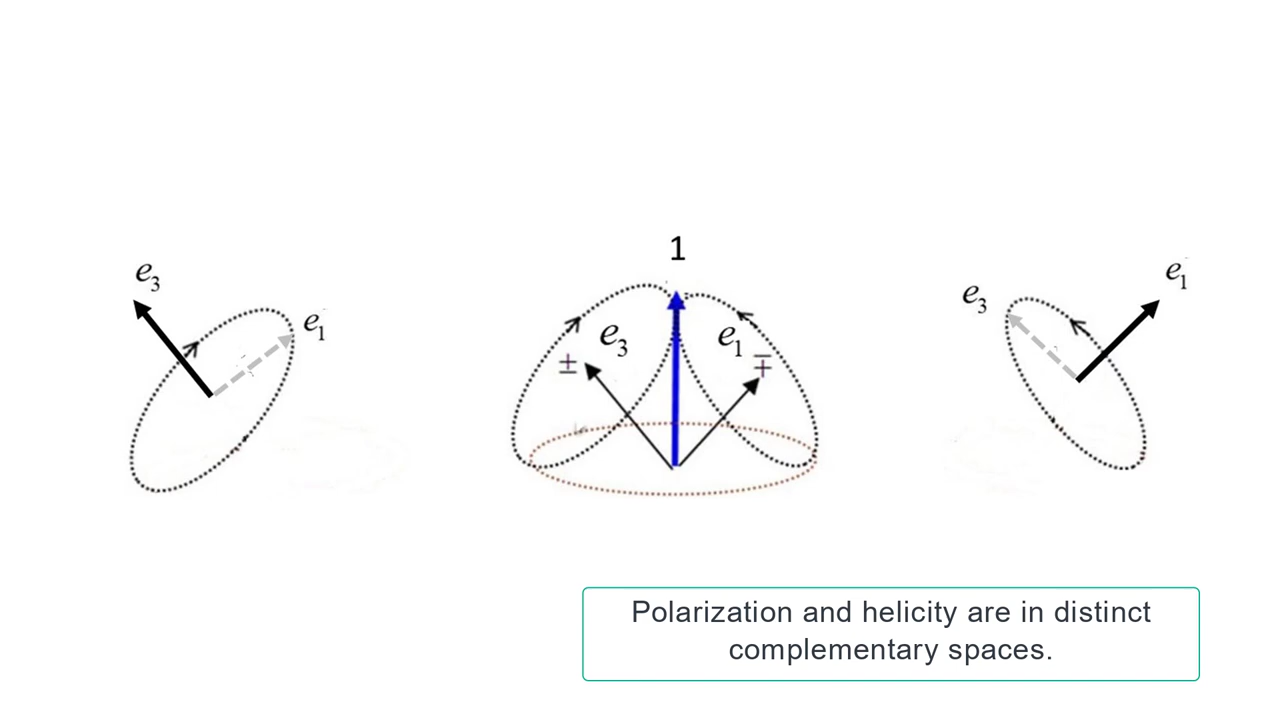 1
e₃
e₁
e₃
e₁
± e₃
e₁ ∓
Polarization and helicity are in distinct
complementary spaces.